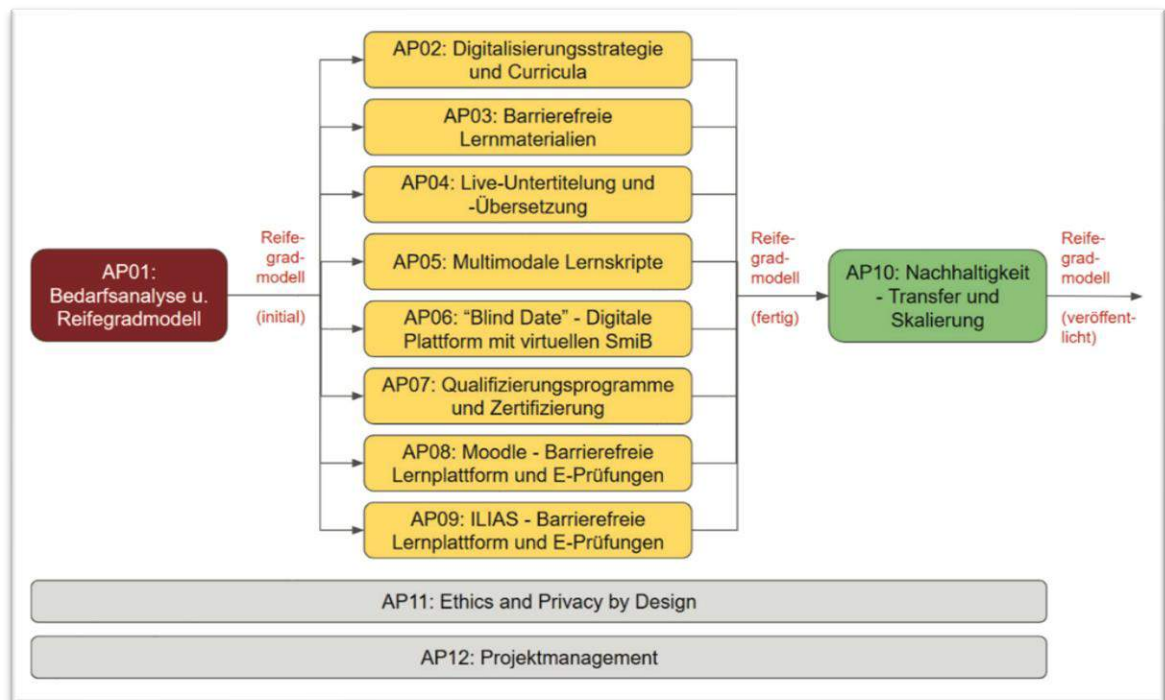 AP02: Digitalisierungsstrategie
und Curricula
AP03: Barrierefreie
Lernmaterialien
AP04: Live-Untertitelung und
-Übersetzung
AP01:
Bedarfsanalyse u.
Reifegradmodell
Reife-
grad-
modell
(initial)
AP05: Multimodale Lernskripte
AP06: “Blind Date” - Digitale
Plattform mit virtuellen SmiB
AP07: Qualifizierungsprogramme
und Zertifizierung
AP08: Moodle - Barrierefreie
Lernplattform und E-Prüfungen
AP09: ILIAS - Barrierefreie
Lernplattform und E-Prüfungen
Reife-
grad-
modell
(fertig)
AP10: Nachhaltigkeit
- Transfer und
Skalierung
Reife-
grad-
modell
(veröffent-
licht)
AP11: Ethics and Privacy by Design
AP12: Projektmanagement